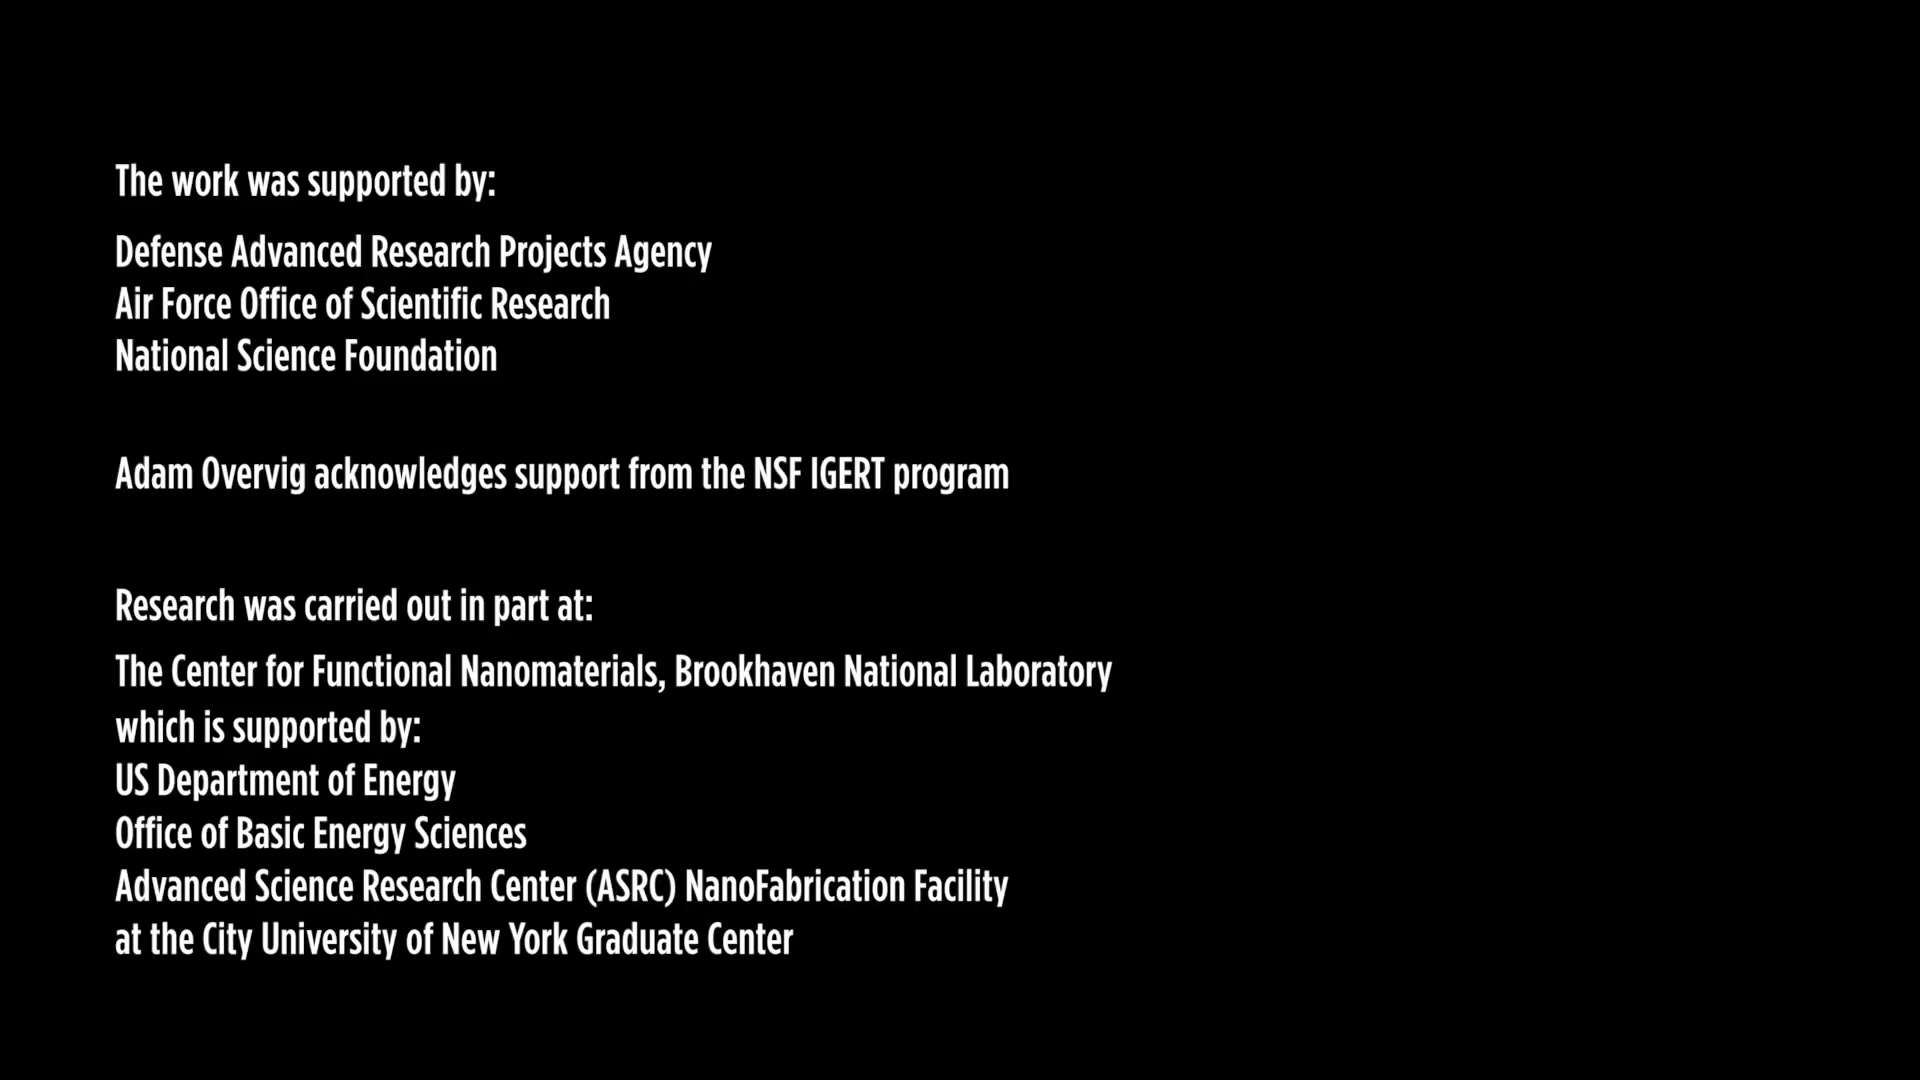 The work was supported by:
Defense Advanced Research Projects Agency
Air Force Office of Scientific Research
National Science Foundation
Adam Overvig acknowledges support from the NSF IGERT program
Research was carried out in part at:
The Center for Functional Nanomaterials, Brookhaven National Laboratory
which is supported by:
US Department of Energy
Office of Basic Energy Sciences
Advanced Science Research Center (ASRC) NanoFabrication Facility
at the City University of New York Graduate Center